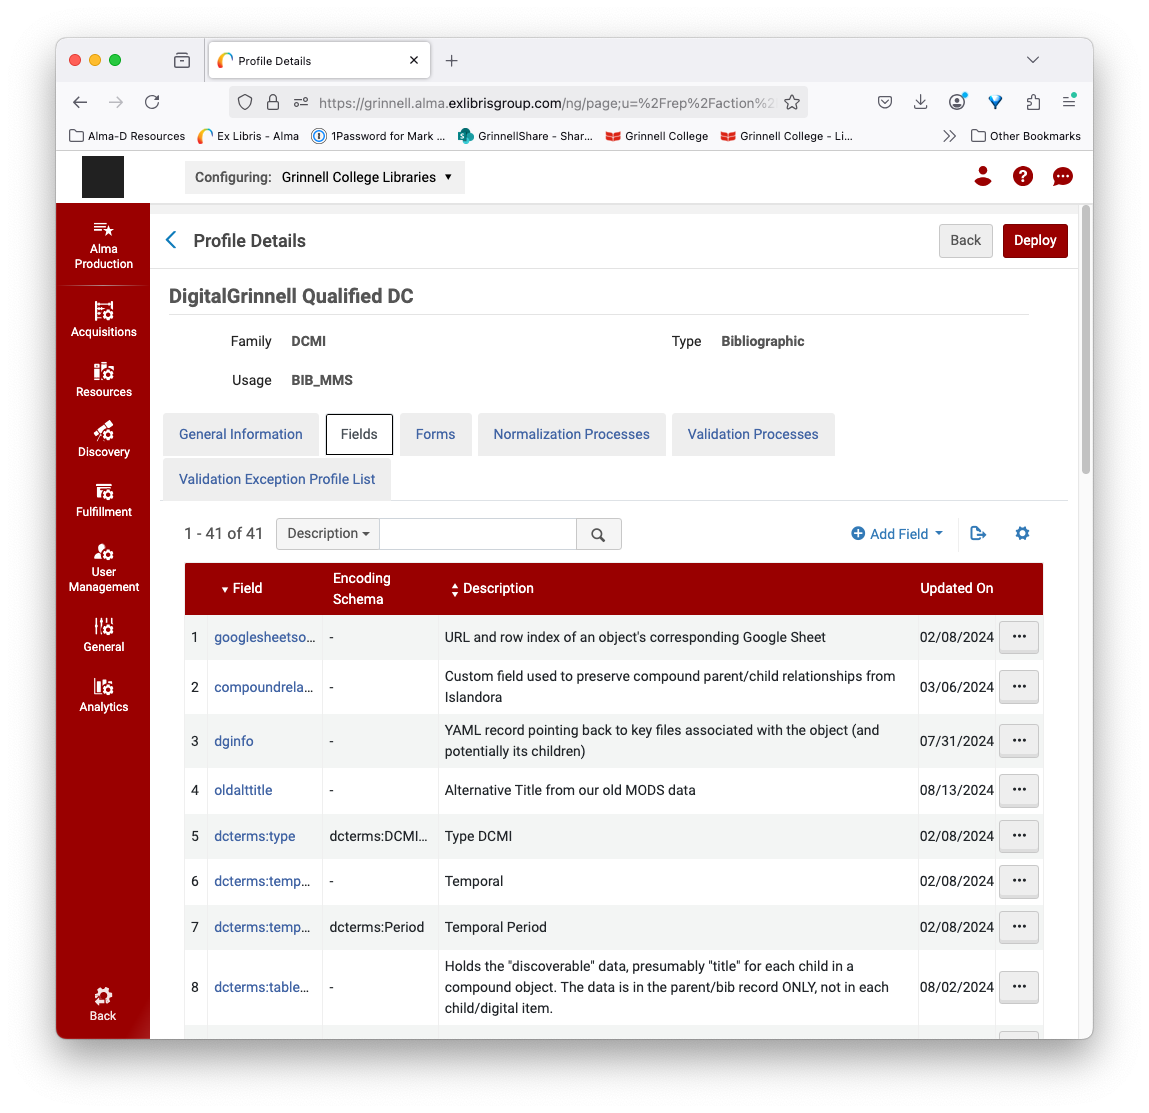 Profile Details
https://grinnell.alma.exlibrisgroup.com/ng/page;u=%2Frep%2Faction%2
Alma-D Resources
Ex Libris - Alma
1Password for Mark ...
GrinnellShare - Shar...
Grinnell College
Grinnell College - Li...
Other Bookmarks
Configuring: Grinnell College Libraries
Alma
Production
Acquisitions
Resources
Discovery
Fulfillment
User
Management
General
Analytics
Back
Profile Details
Back
Deploy
DigitalGrinnell Qualified DC
Family DCMI
Type Bibliographic
Usage BIB_MMS
General Information
Fields
Forms
Normalization Processes
Validation Processes
Validation Exception Profile List
1 - 41 of 41
Description
Add Field
Field
Encoding
Schema
Description
Updated On
1 googlesheetso... - URL and row index of an object's corresponding Google Sheet 02/08/2024
2 compoundrela... - Custom field used to preserve compound parent/child relationships from
Islandora 03/06/2024
3 dginfo - YAML record pointing back to key files associated with the object (and
potentially its children) 07/31/2024
4 oldalttitle - Alternative Title from our old MODS data 08/13/2024
5 dcterms:type dcterms:DCMI... Type DCMI 02/08/2024
6 dcterms:temp... - Temporal 02/08/2024
7 dcterms:temp... dcterms:Period Temporal Period 02/08/2024
8 dcterms:table... - Holds the "discoverable" data, presumably "title" for each child in a
compound object. The data is in the parent/bib record ONLY, not in each
child/digital item. 08/02/2024